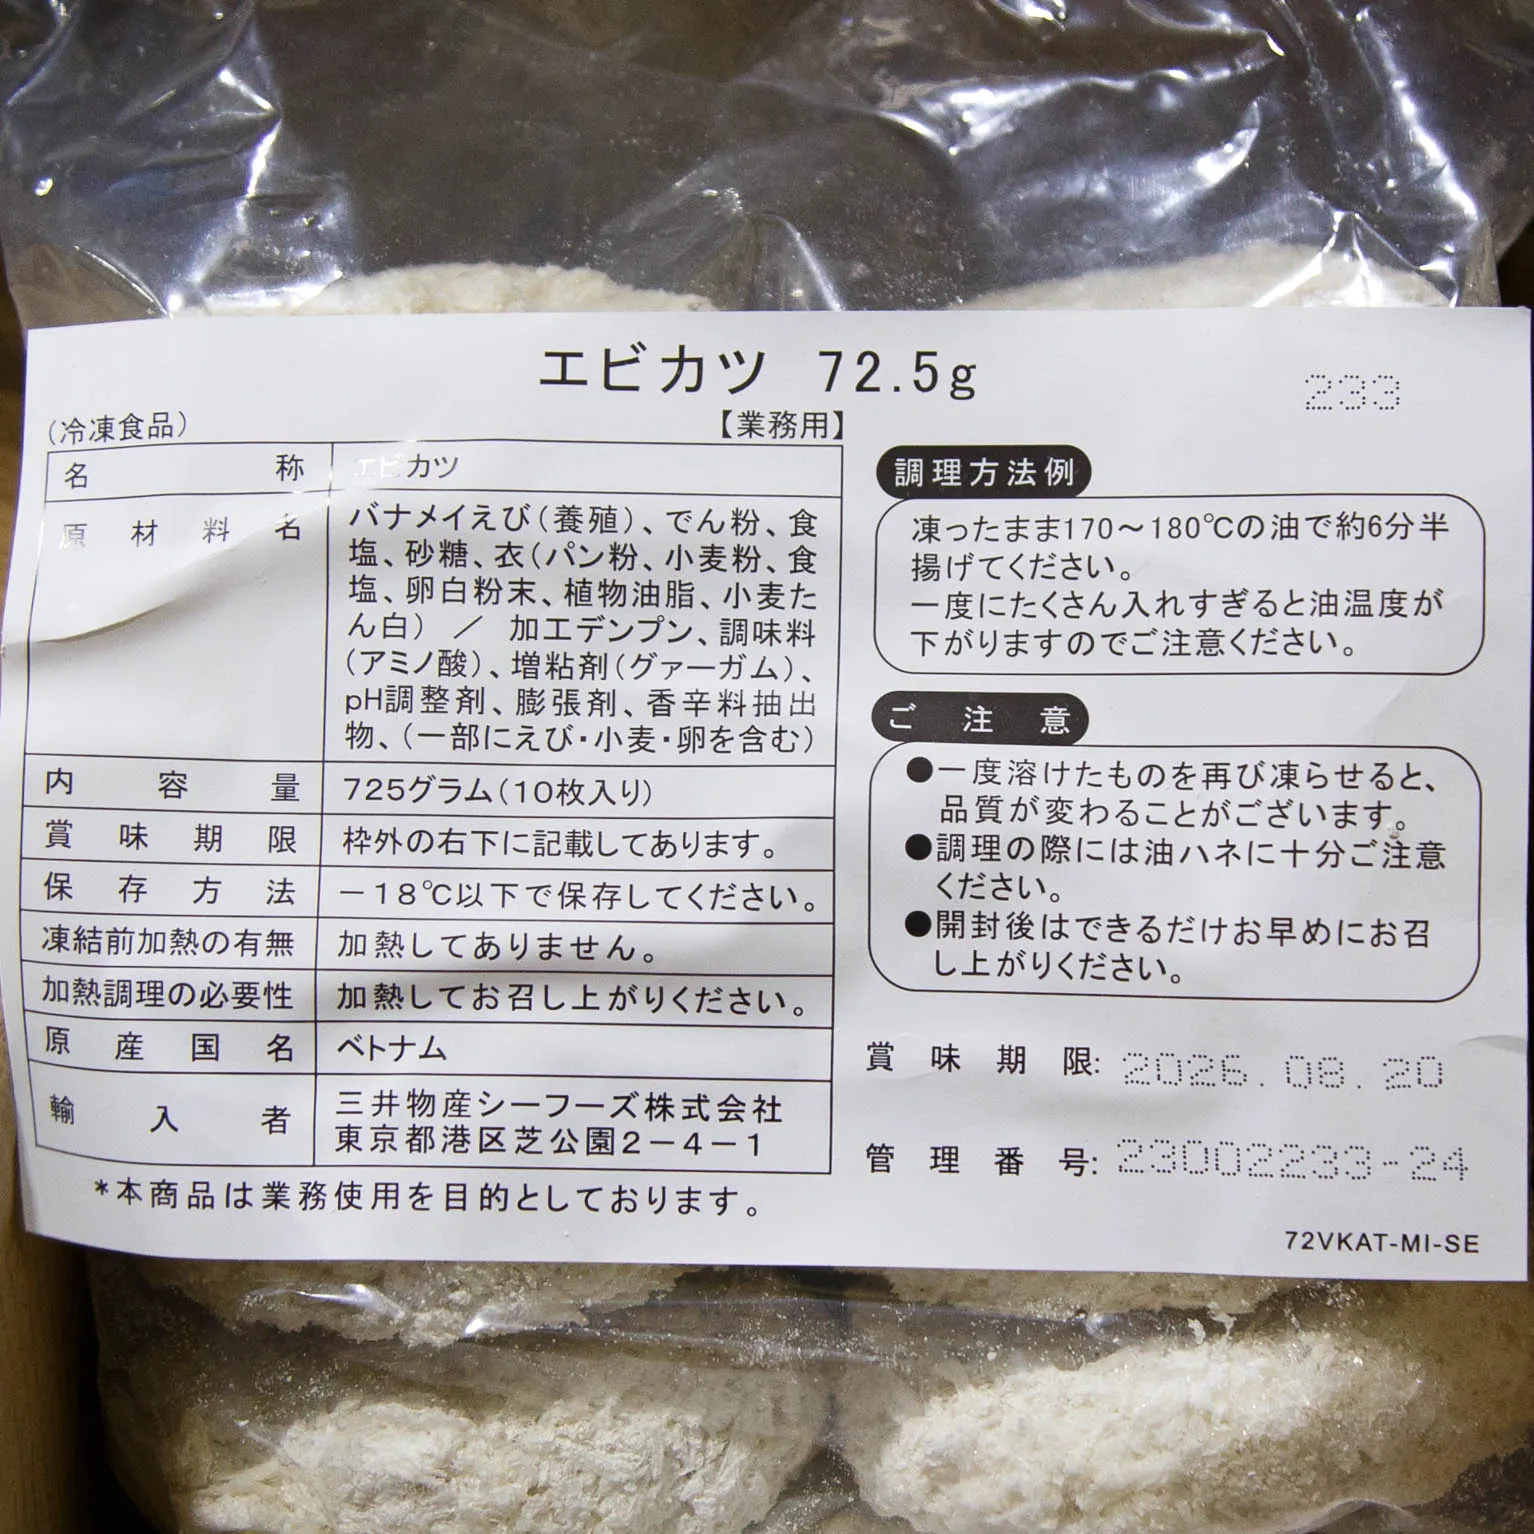 エビカツ 72.5g
233
(冷凍食品)
【業務用】
名称 エビカツ
原材料名 バナメイえび(養殖)、でん粉、食
塩、砂糖、衣(パン粉、小麦粉、食
塩、卵白粉末、植物油脂、小麦た
ん白) / 加工デンプン、調味料
(アミノ酸)、増粘剤(グァーガム)、
pH調整剤、膨張剤、香辛料抽出
物、(一部にえび・小麦・卵を含む)
内容量 725グラム(10枚入り)
賞味期限 枠外の右下に記載してあります。
保存方法 −18℃以下で保存してください。
凍結前加熱の有無 加熱してありません。
加熱調理の必要性 加熱してお召し上がりください。
原産国名 ベトナム
輸入者 三井物産シーフーズ株式会社
東京都港区芝公園2−4−1
*本商品は業務使用を目的としております。
調理方法例
凍ったまま170〜180℃の油で約6分半
揚げてください。
一度にたくさん入れすぎると油温度が
下がりますのでご注意ください。
ご注意
●一度溶けたものを再び凍らせると、
品質が変わることがございます。
●調理の際には油ハネに十分ご注意
ください。
●開封後はできるだけお早めにお召
し上がりください。
賞味期限: 2026.08.20
管理番号: 23002233-24
72VKAT-MI-SE